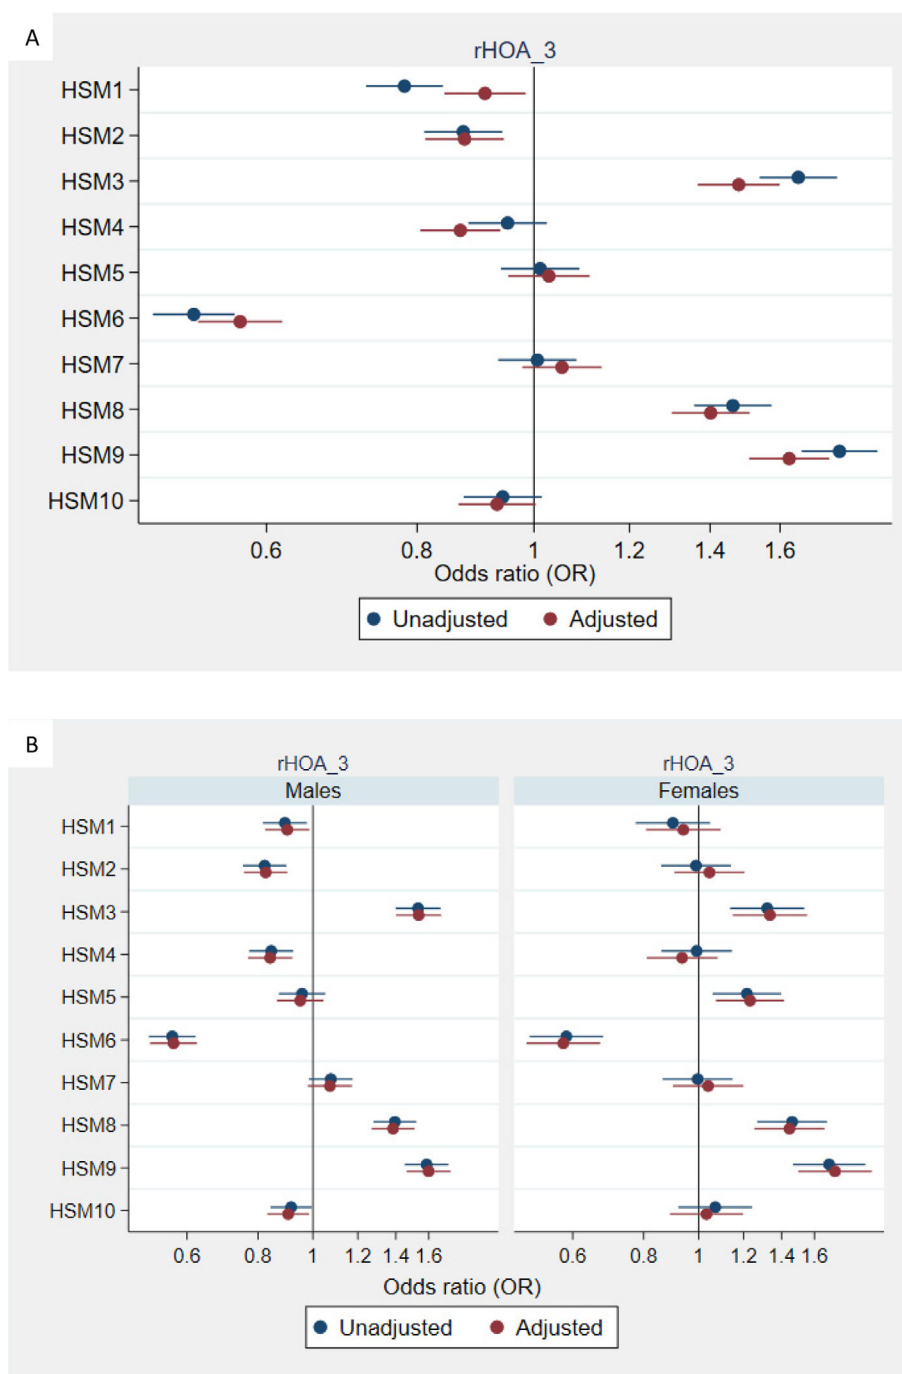 A
rHOA_3
HSM1
HSM2
HSM3
HSM4
HSM5
HSM6
HSM7
HSM8
HSM9
HSM10
0.6 0.8 1 1.2 1.4 1.6
Odds ratio (OR)
Unadjusted Adjusted
B
rHOA_3 rHOA_3
Males Females
HSM1
HSM2
HSM3
HSM4
HSM5
HSM6
HSM7
HSM8
HSM9
HSM10
0.6 0.8 1 1.2 1.4 1.6 0.6 0.8 1 1.2 1.4 1.6
Odds ratio (OR)
Unadjusted Adjusted